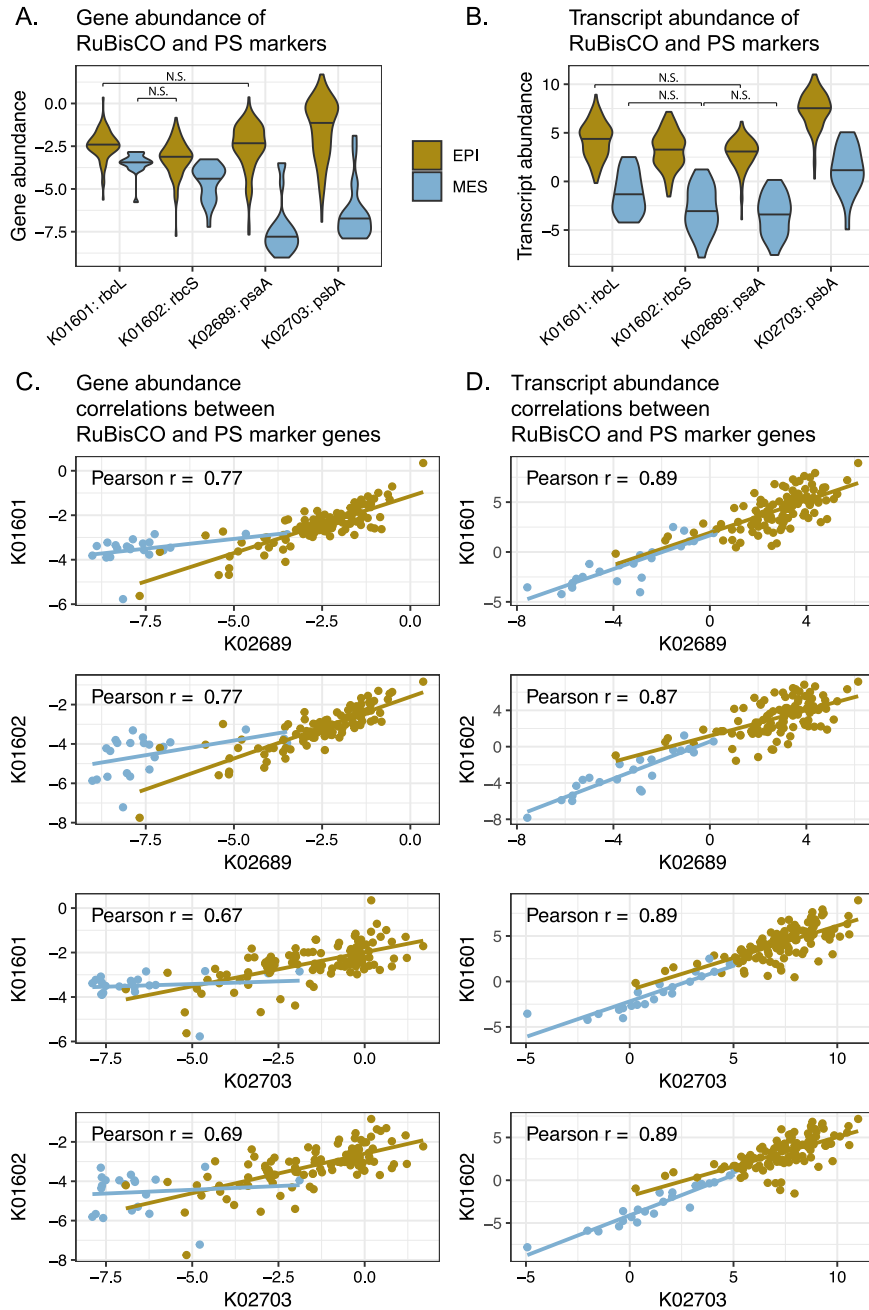 A. Gene abundance of
RuBisCO and PS markers
Gene abundance
0.0
−2.5
−5.0
−7.5
N.S.
N.S.
K01601: rbcL
K01602: rbcS
K02689: psaA
K02703: psbA
EPI
MES
B. Transcript abundance of
RuBisCO and PS markers
Transcript abundance
10
5
0
−5
N.S.
N.S.
N.S.
K01601: rbcL
K01602: rbcS
K02689: psaA
K02703: psbA
C. Gene abundance
correlations between
RuBisCO and PS marker genes
Pearson r = 0.77
K01601
0
−2
−4
−6
−7.5 −5.0 −2.5 0.0
K02689
Pearson r = 0.77
K01602
−2
−4
−6
−8
−7.5 −5.0 −2.5 0.0
K02689
Pearson r = 0.67
K01601
0
−2
−4
−6
−7.5 −5.0 −2.5 0.0
K02703
Pearson r = 0.69
K01602
−2
−4
−6
−8
−7.5 −5.0 −2.5 0.0
K02703
D. Transcript abundance
correlations between
RuBisCO and PS marker genes
Pearson r = 0.89
K01601
5
0
−5
−8 −4 0 4
K02689
Pearson r = 0.87
K01602
4
0
−4
−8
−8 −4 0 4
K02689
Pearson r = 0.89
K01601
5
0
−5
−5 0 5 10
K02703
Pearson r = 0.89
K01602
5
0
−5
−5 0 5 10
K02703